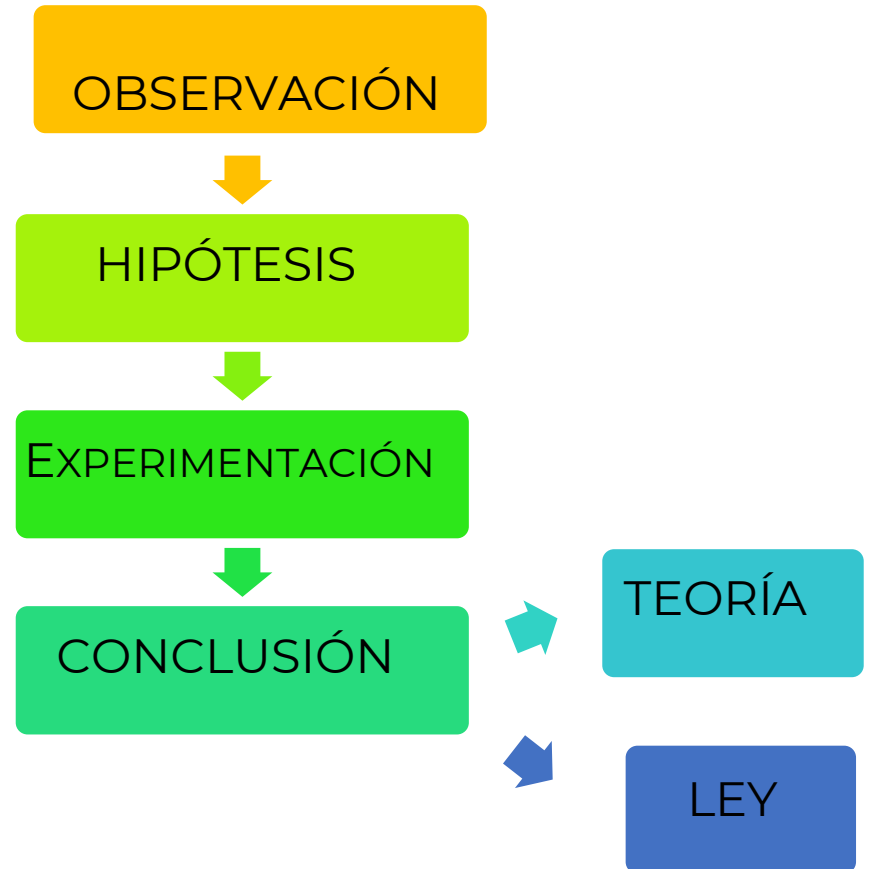 OBSERVACIÓN
HIPÓTESIS
EXPERIMENTACIÓN
CONCLUSIÓN
TEORÍA
LEY